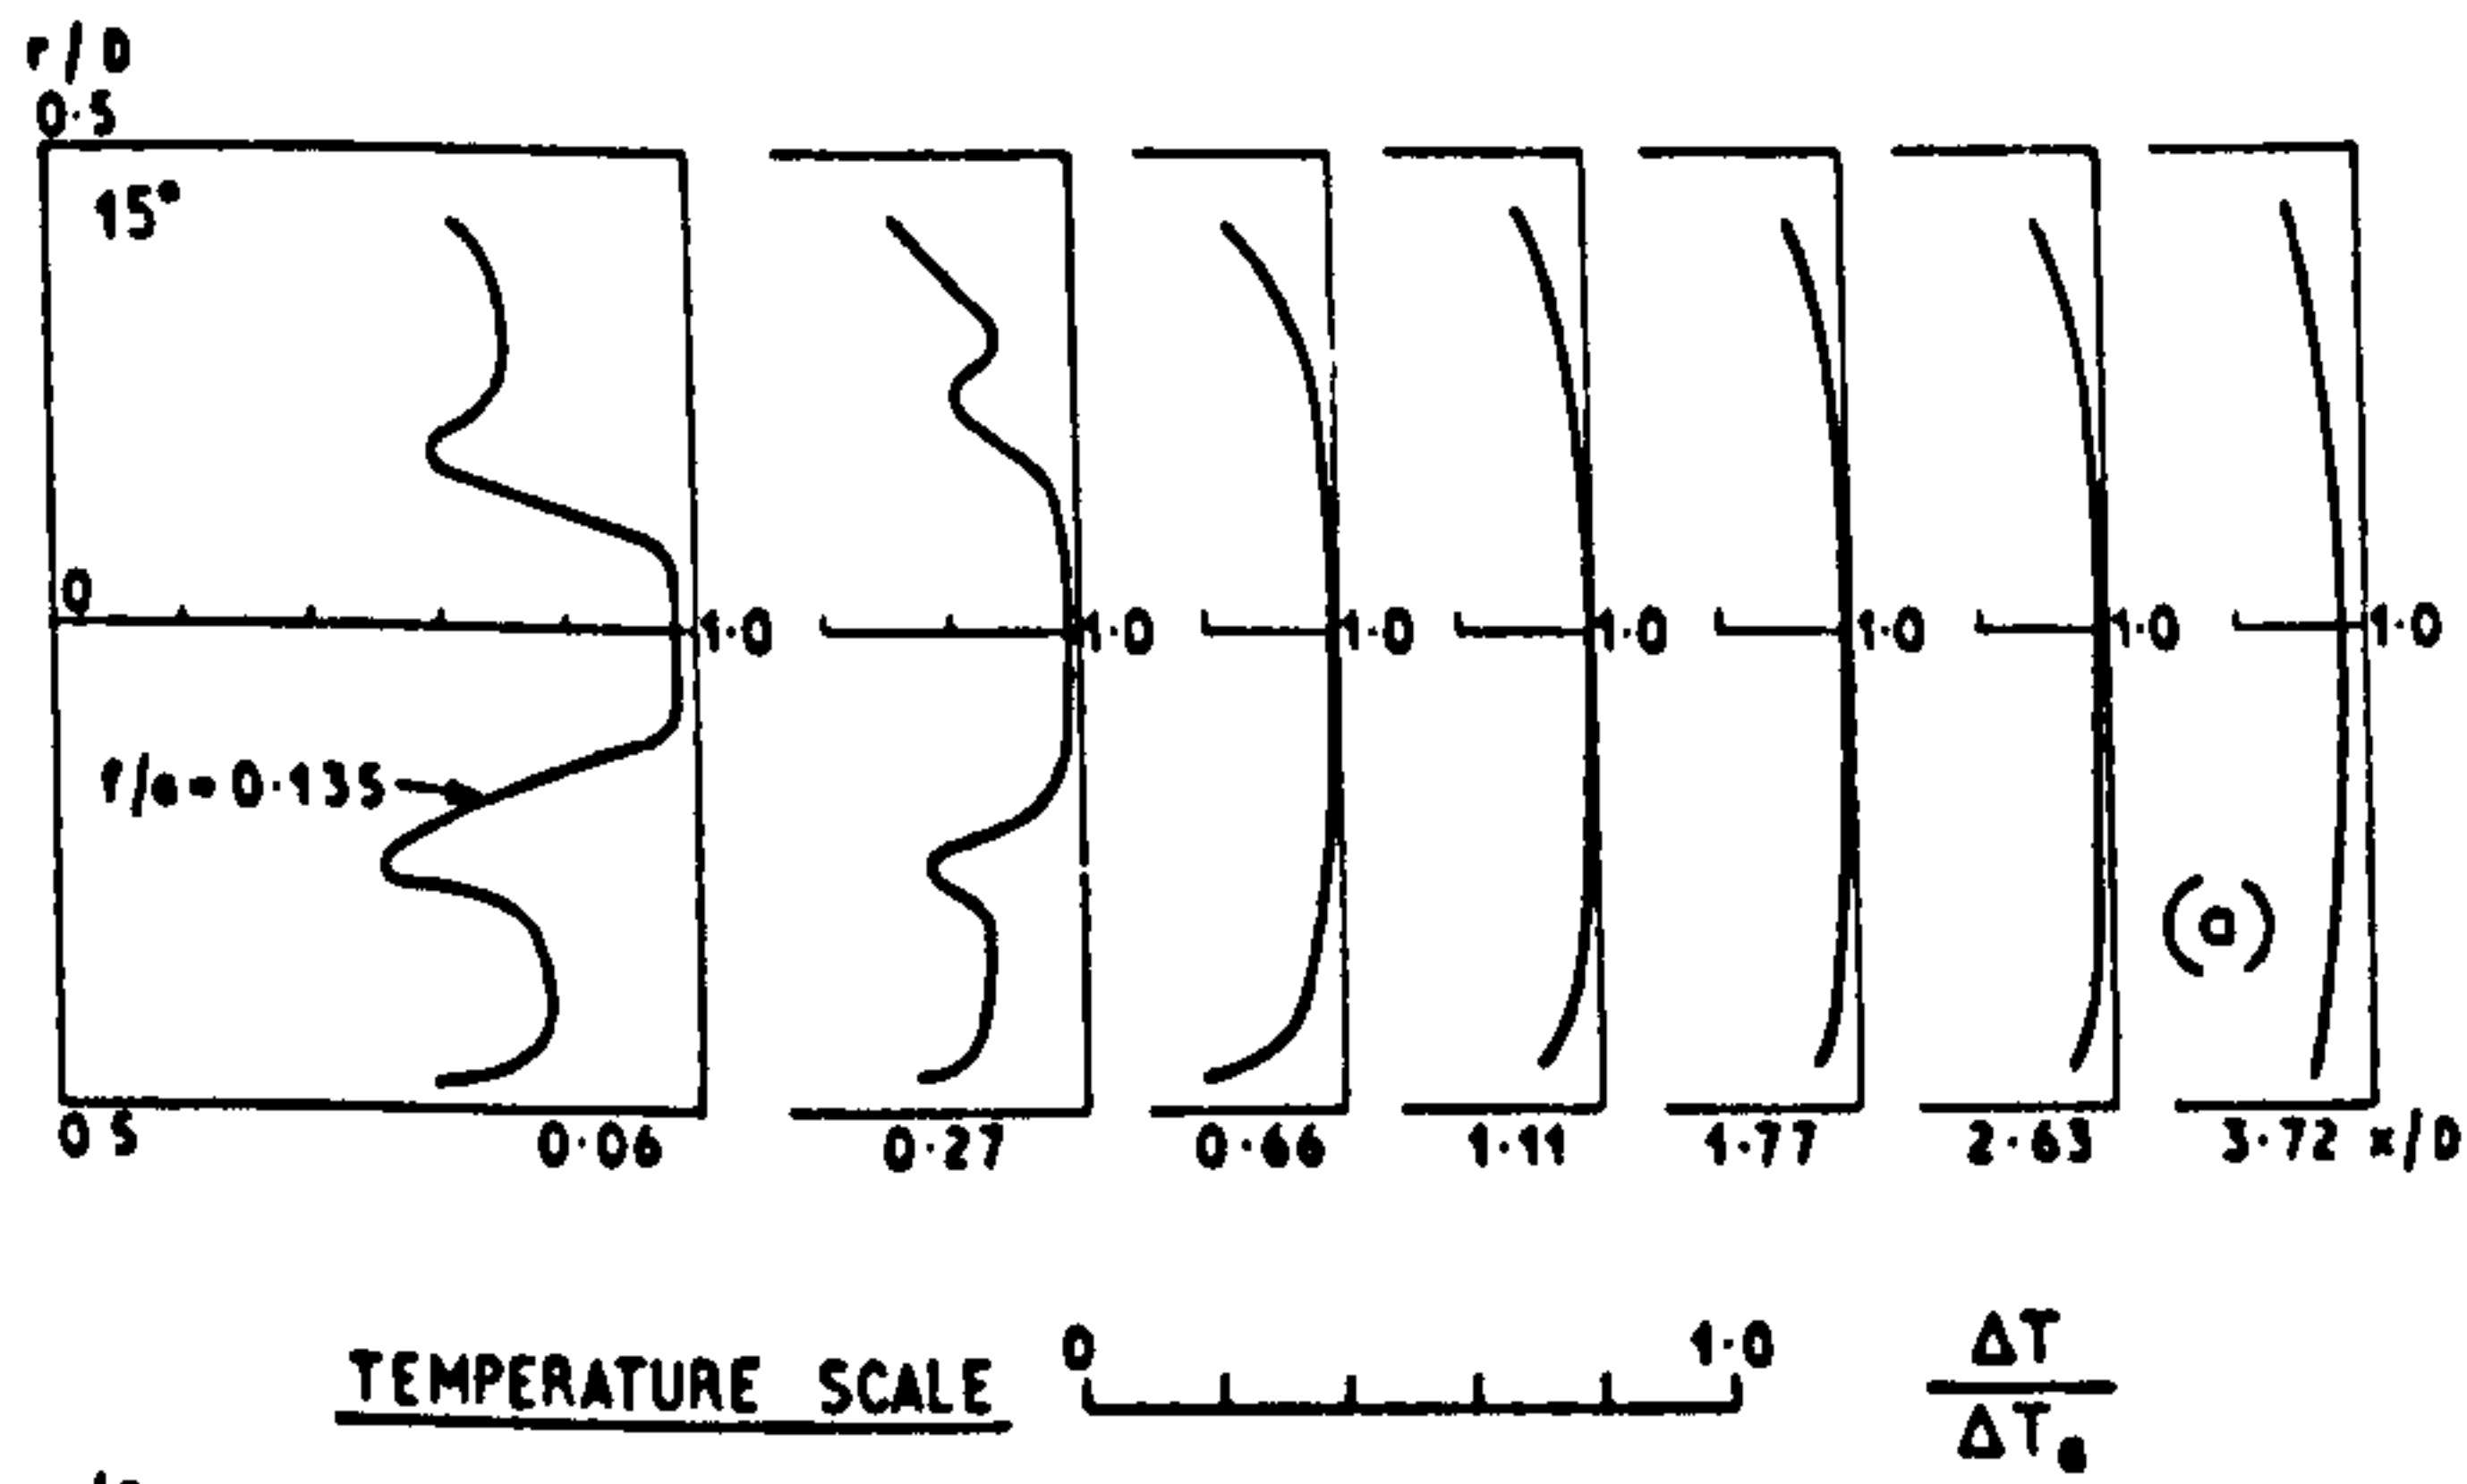 r/D
0·5
15°
0 1·0 1·0 1·0 1·0 1·0 1·0 1·0
f/a = 0·135
(a)
0 5 0·06 0·27 0·66 1·11 1·77 2·63 3·72 x/D
TEMPERATURE SCALE 0 1·0 ΔT
ΔTe